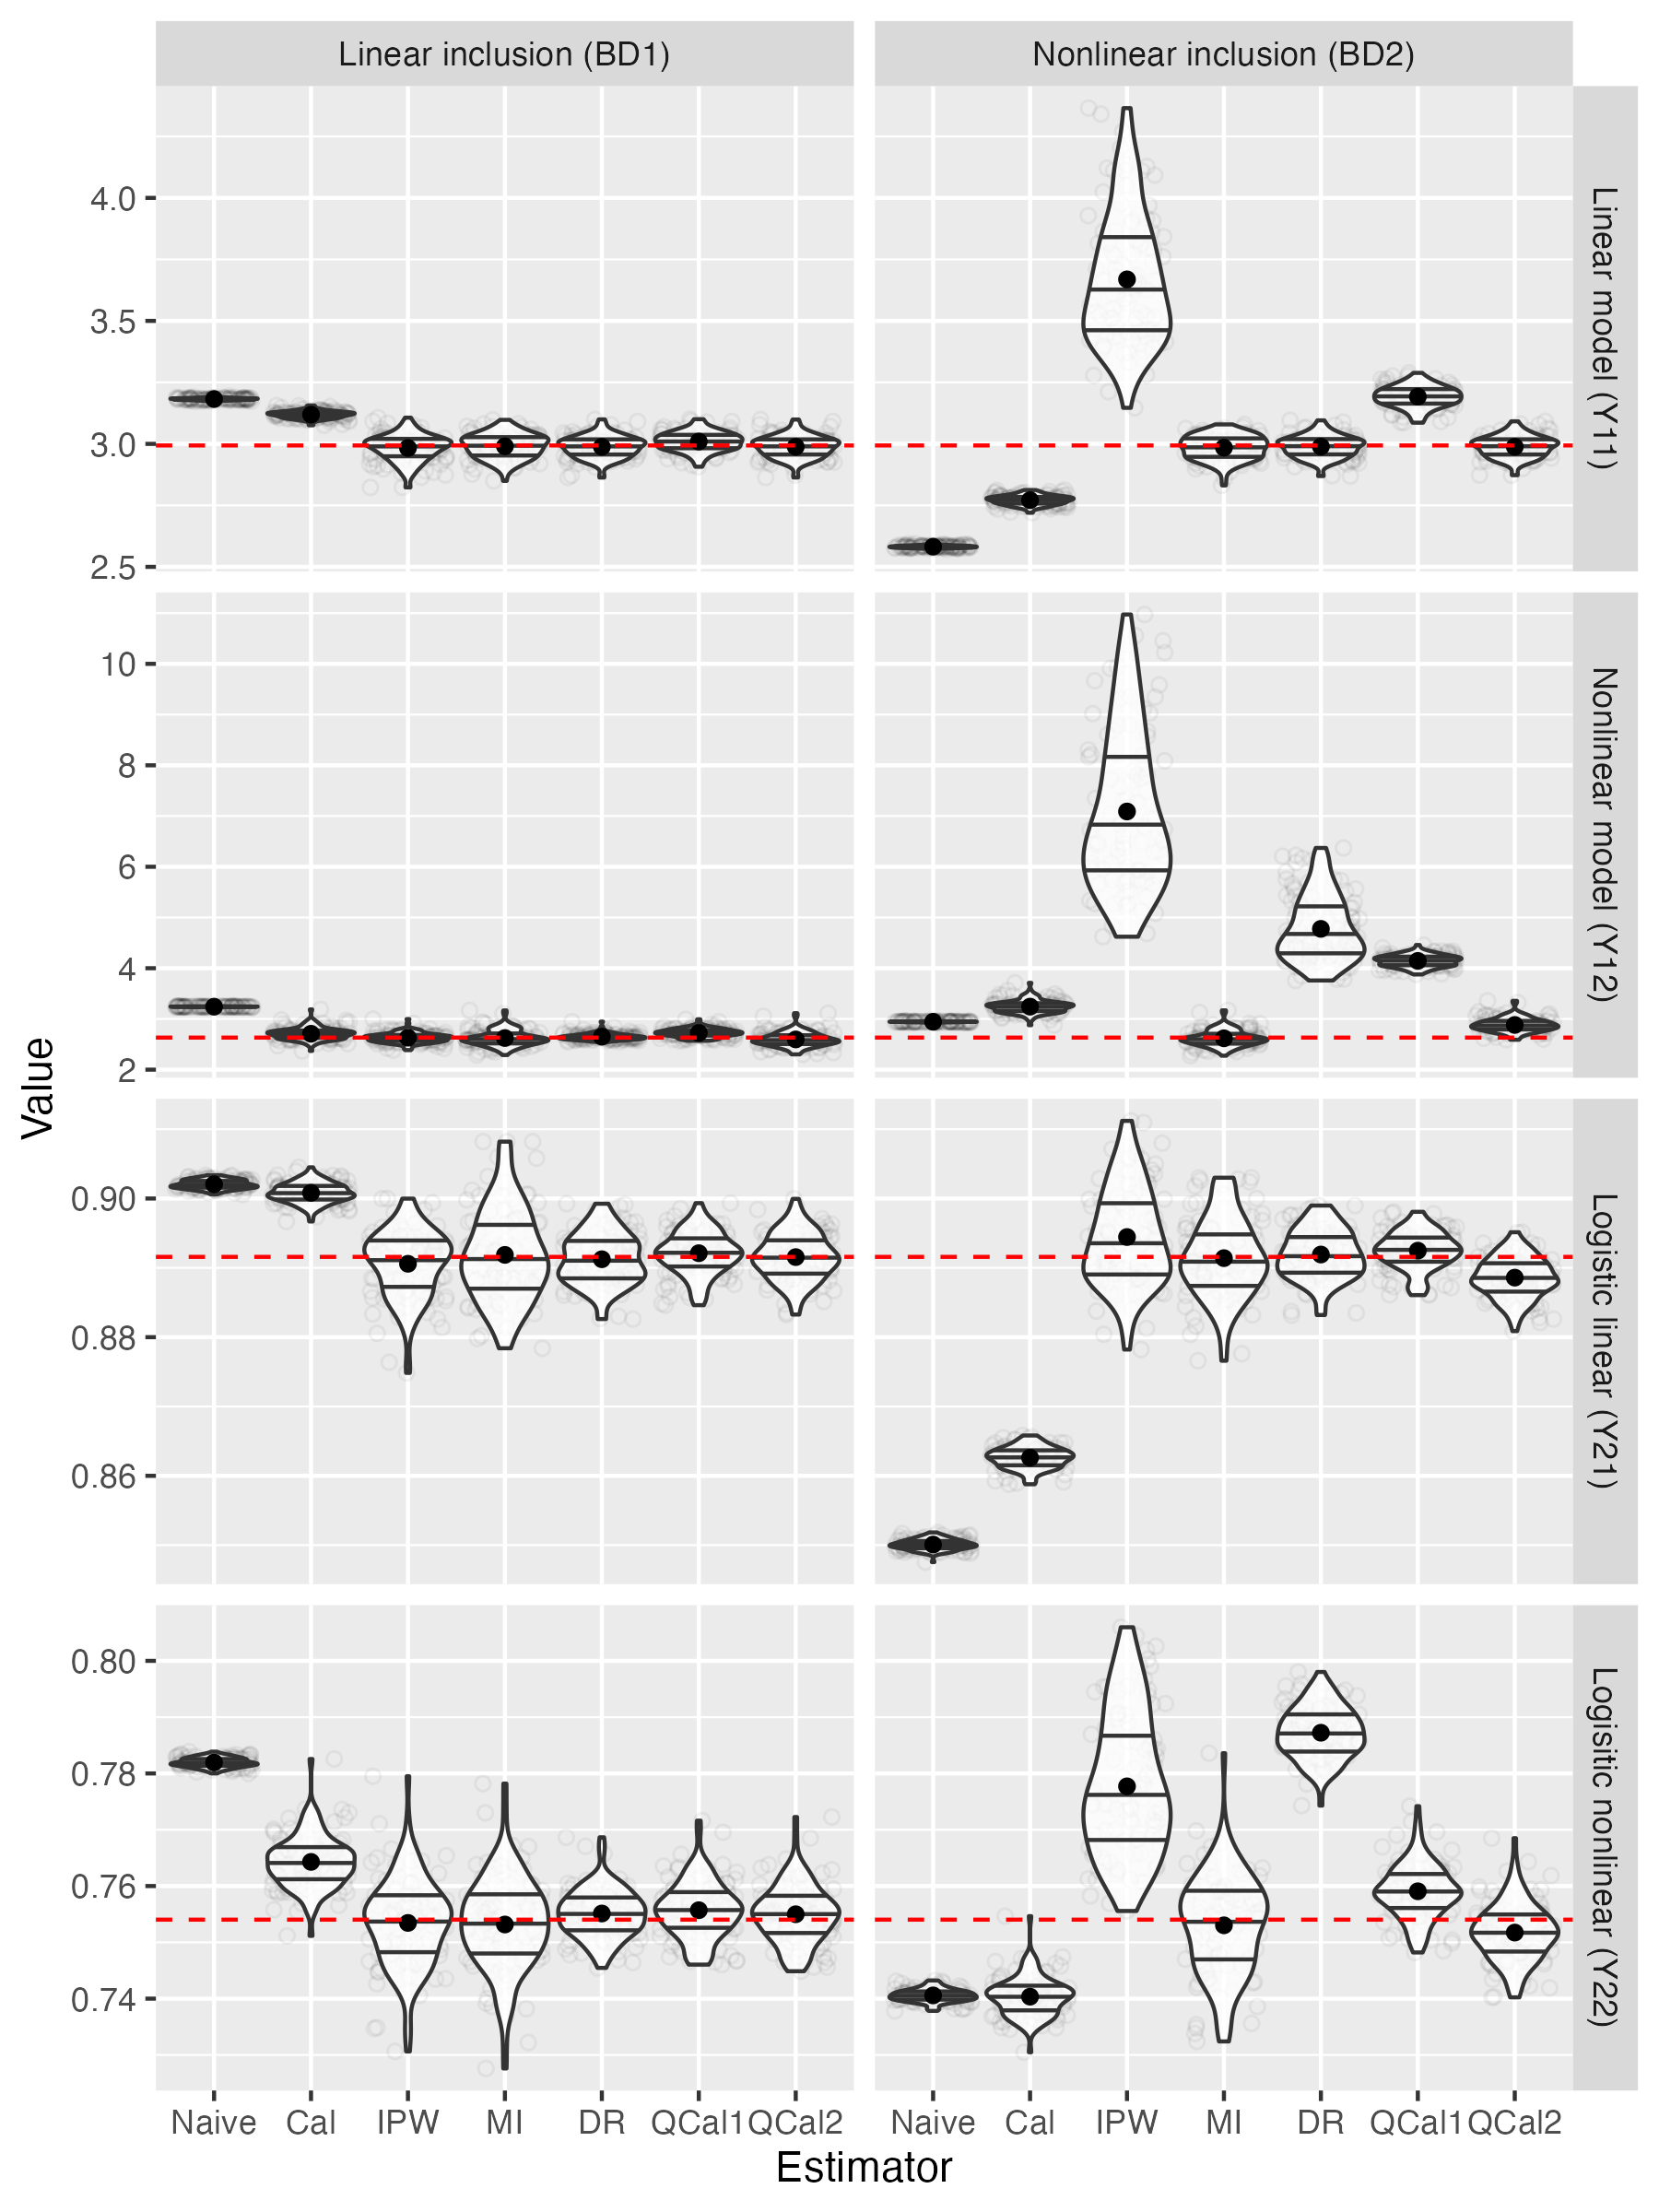 Linear inclusion (BD1)
Nonlinear inclusion (BD2)
4.0
3.5
3.0
2.5
Linear model (Y11)
10
8
6
4
2
Nonlinear model (Y12)
Value
0.90
0.88
0.86
Logistic linear (Y21)
0.80
0.78
0.76
0.74
Logisitic nonlinear (Y22)
Naive Cal IPW MI DR QCal1 QCal2
Naive Cal IPW MI DR QCal1 QCal2
Estimator